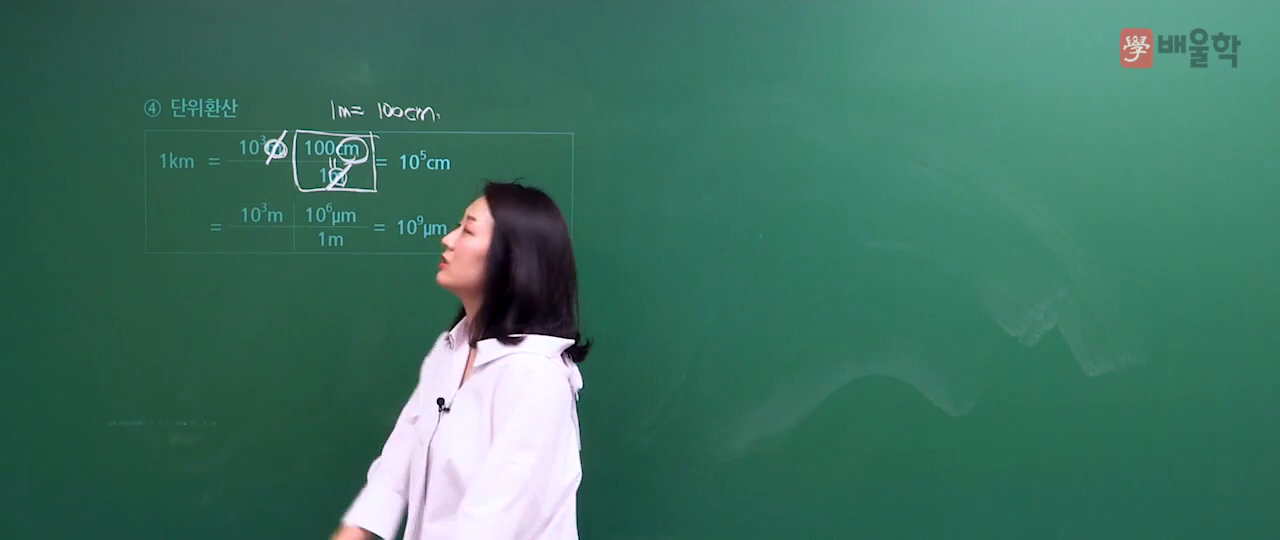 學 배울학
④ 단위환산
1m = 100cm.
1km = 10³m | 100cm / 1m = 10⁵cm
= 10³m | 10⁶μm / 1m = 10⁹μm